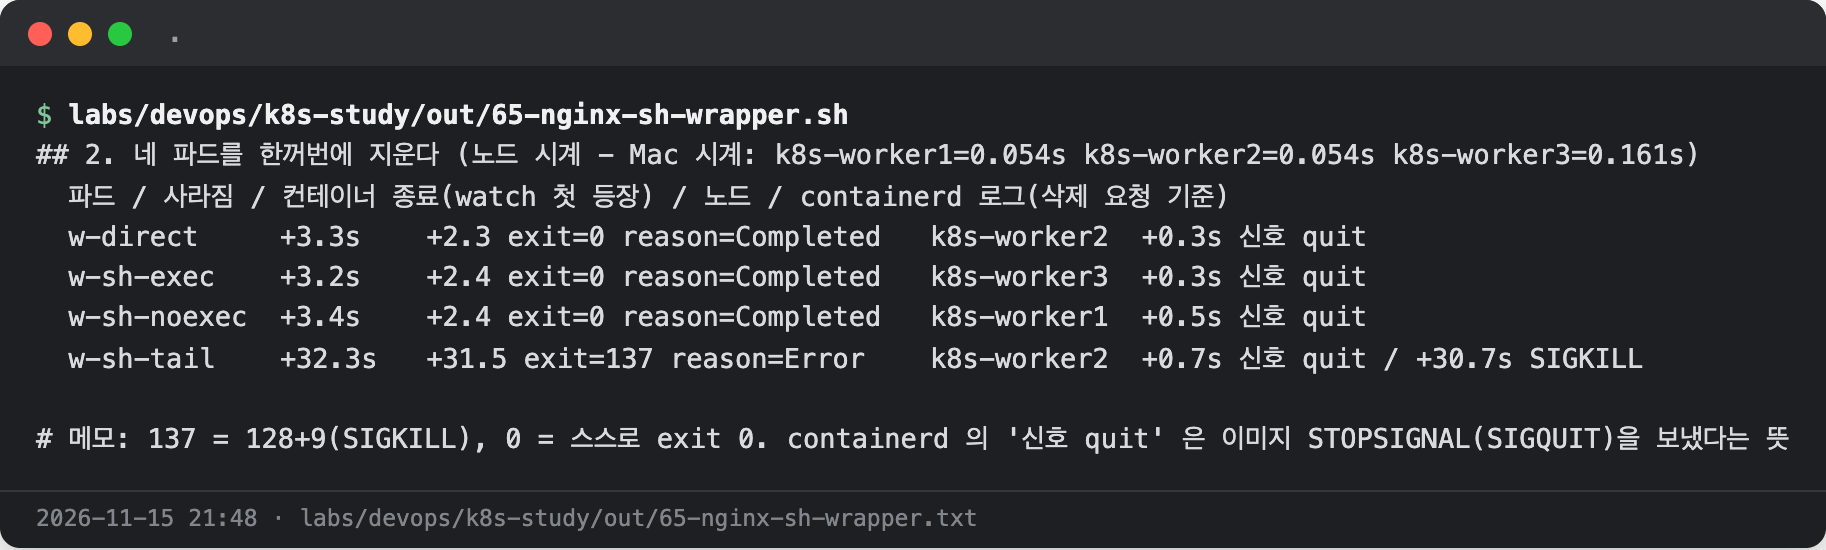 .
$ labs/devops/k8s-study/out/65-nginx-sh-wrapper.sh
## 2. 네 파드를 한꺼번에 지운다 (노드 시계 - Mac 시계: k8s-worker1=0.054s k8s-worker2=0.054s k8s-worker3=0.161s)
파드 / 사라짐 / 컨테이너 종료(watch 첫 등장) / 노드 / containerd 로그(삭제 요청 기준)
w-direct +3.3s +2.3 exit=0 reason=Completed k8s-worker2 +0.3s 신호 quit
w-sh-exec +3.2s +2.4 exit=0 reason=Completed k8s-worker3 +0.3s 신호 quit
w-sh-noexec +3.4s +2.4 exit=0 reason=Completed k8s-worker1 +0.5s 신호 quit
w-sh-tail +32.3s +31.5 exit=137 reason=Error k8s-worker2 +0.7s 신호 quit / +30.7s SIGKILL
# 메모: 137 = 128+9(SIGKILL), 0 = 스스로 exit 0. containerd 의 '신호 quit' 은 이미지 STOPSIGNAL(SIGQUIT)을 보냈다는 뜻
2026-11-15 21:48 · labs/devops/k8s-study/out/65-nginx-sh-wrapper.txt